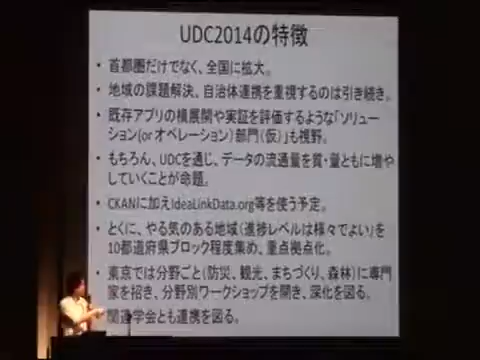 UDC2014の特徴
• 首都圏だけでなく、全国に拡大。
• 地域の課題解決、自治体連携を重視するのは引き続き。
• 既存アプリの横展開や実証を評価するような「ソリュー
ション(or オペレーション)部門(仮)」も視野。
• もちろん、UDCを通じ、データの流通量を質・量ともに増や
していくことが命題。
• CKANに加えIdeaLinkData.org等を使う予定。
• とくに、やる気のある地域(進捗レベルは様々でよい)を
10都道府県ブロック程度集め、重点拠点化。
• 東京では分野ごと(防災、観光、まちづくり、森林)に専門
家を招き、分野別ワークショップを開き、深化を図る。
関連学会とも連携を図る。